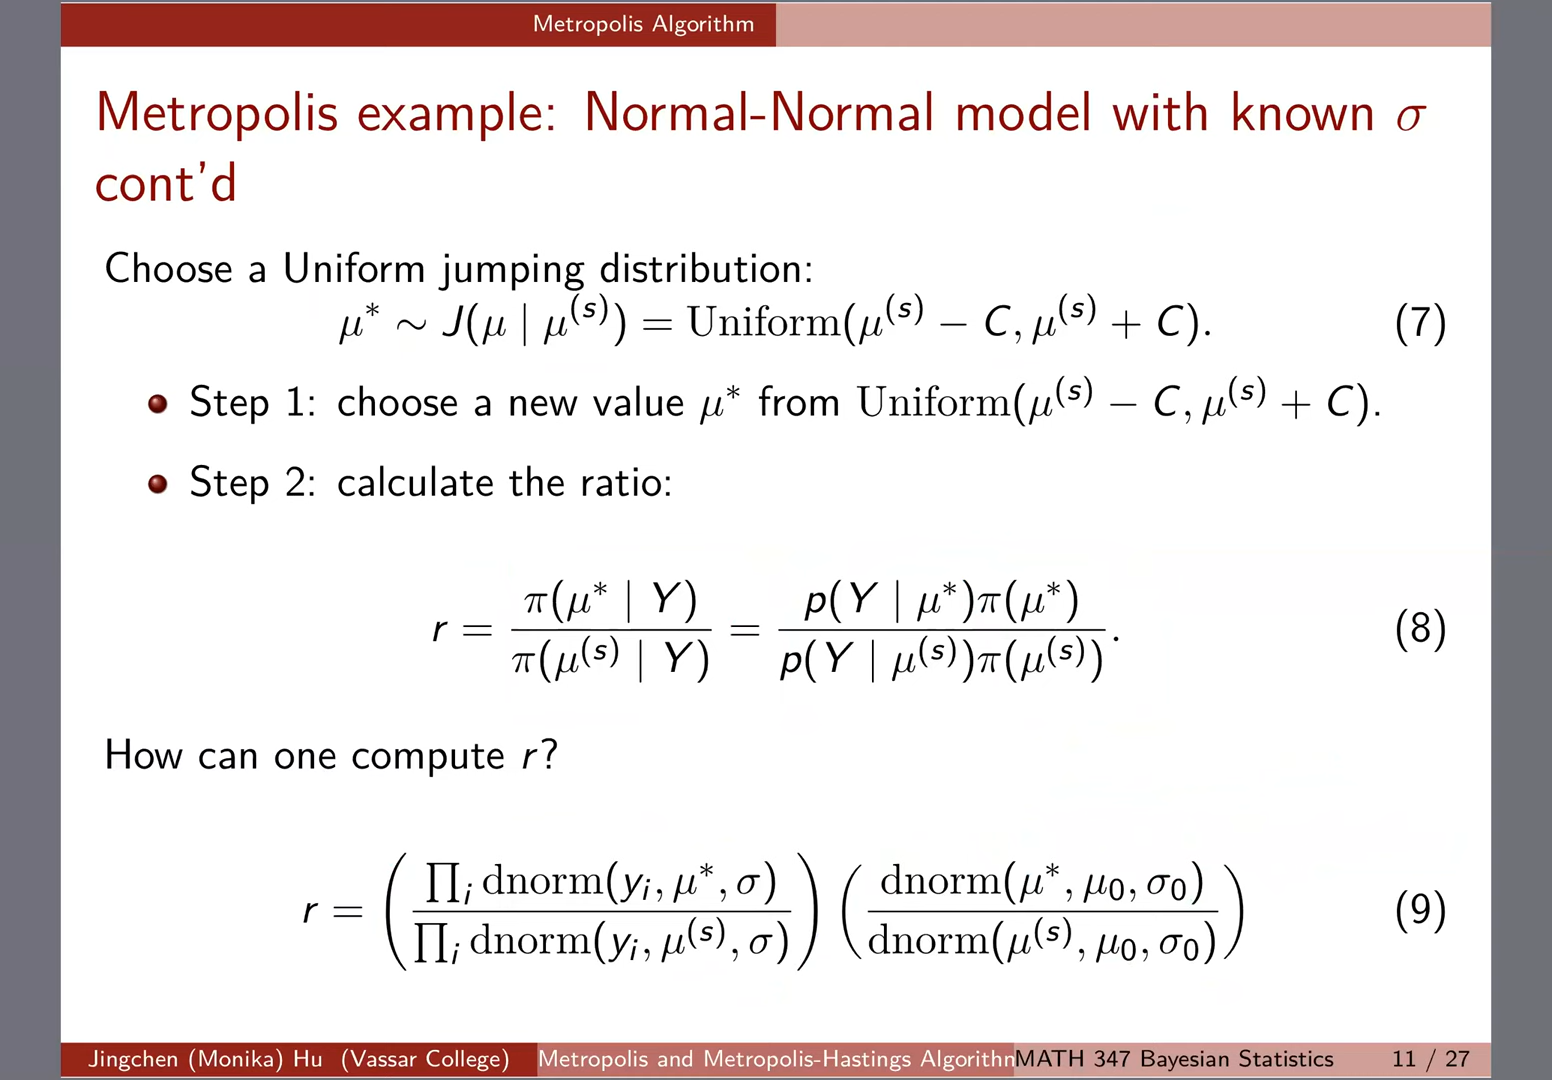 Metropolis Algorithm
Metropolis example: Normal-Normal model with known σ
cont'd
Choose a Uniform jumping distribution:
μ* ∼ J(μ | μ^(s)) = Uniform(μ^(s) − C, μ^(s) + C). (7)
Step 1: choose a new value μ* from Uniform(μ^(s) − C, μ^(s) + C).
Step 2: calculate the ratio:
r = π(μ* | Y) / π(μ^(s) | Y) = p(Y | μ*)π(μ*) / p(Y | μ^(s))π(μ^(s)). (8)
How can one compute r?
r = (∏_i dnorm(y_i, μ*, σ) / ∏_i dnorm(y_i, μ^(s), σ)) (dnorm(μ*, μ_0, σ_0) / dnorm(μ^(s), μ_0, σ_0)) (9)
Jingchen (Monika) Hu (Vassar College) Metropolis and Metropolis-Hastings Algorithm MATH 347 Bayesian Statistics 11 / 27